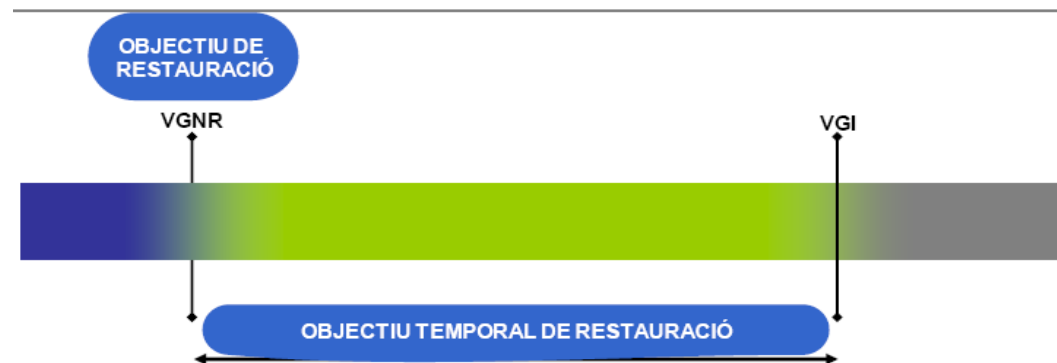 OBJECTIU DE
RESTAURACIÓ
VGNR
VGI
OBJECTIU TEMPORAL DE RESTAURACIÓ